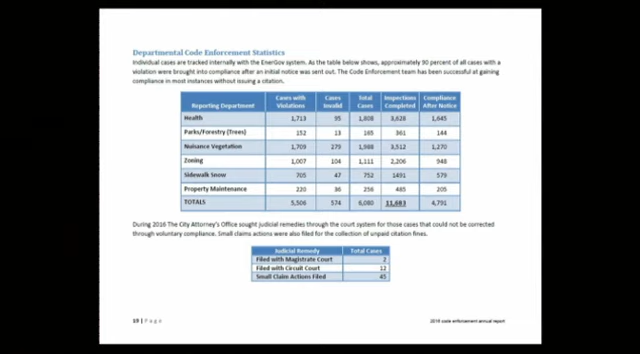 Departmental Code Enforcement Statistics
Individual cases are tracked internally with the EnerGov system. As the table below shows, approximately 90 percent of all cases with a
violation were brought into compliance after an initial notice was sent out. The Code Enforcement team has been successful at gaining
compliance in most instances without issuing a citation.
Reporting Department Cases with Violations Cases Invalid Total Cases Inspections Completed Compliance After Notice
Health 1,713 95 1,808 3,628 1,645
Parks/Forestry (Trees) 152 13 165 361 144
Nuisance Vegetation 1,709 279 1,988 3,512 1,270
Zoning 1,007 104 1,111 2,206 948
Sidewalk Snow 705 47 752 1491 579
Property Maintenance 220 36 256 485 205
TOTALS 5,506 574 6,080 11,683 4,791
During 2016 The City Attorney's Office sought judicial remedies through the court system for those cases that could not be corrected
through voluntary compliance. Small claims actions were also filed for the collection of unpaid citation fines.
Judicial Remedy Total Cases
Filed with Magistrate Court 2
Filed with Circuit Court 12
Small Claim Actions Filed 45
19 | Page
2016 code enforcement annual report